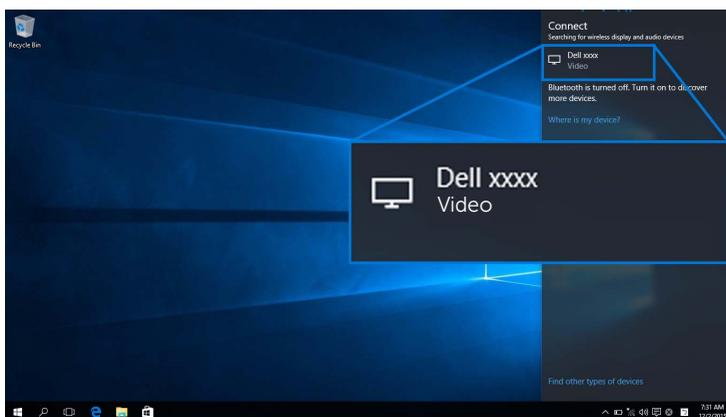 Recycle Bin
Connect
Searching for wireless display and audio devices
Dell xxxx
Video
Bluetooth is turned off. Turn it on to discover
more devices.
Where is my device?
Dell xxxx
Video
Find other types of devices
7:31 AM